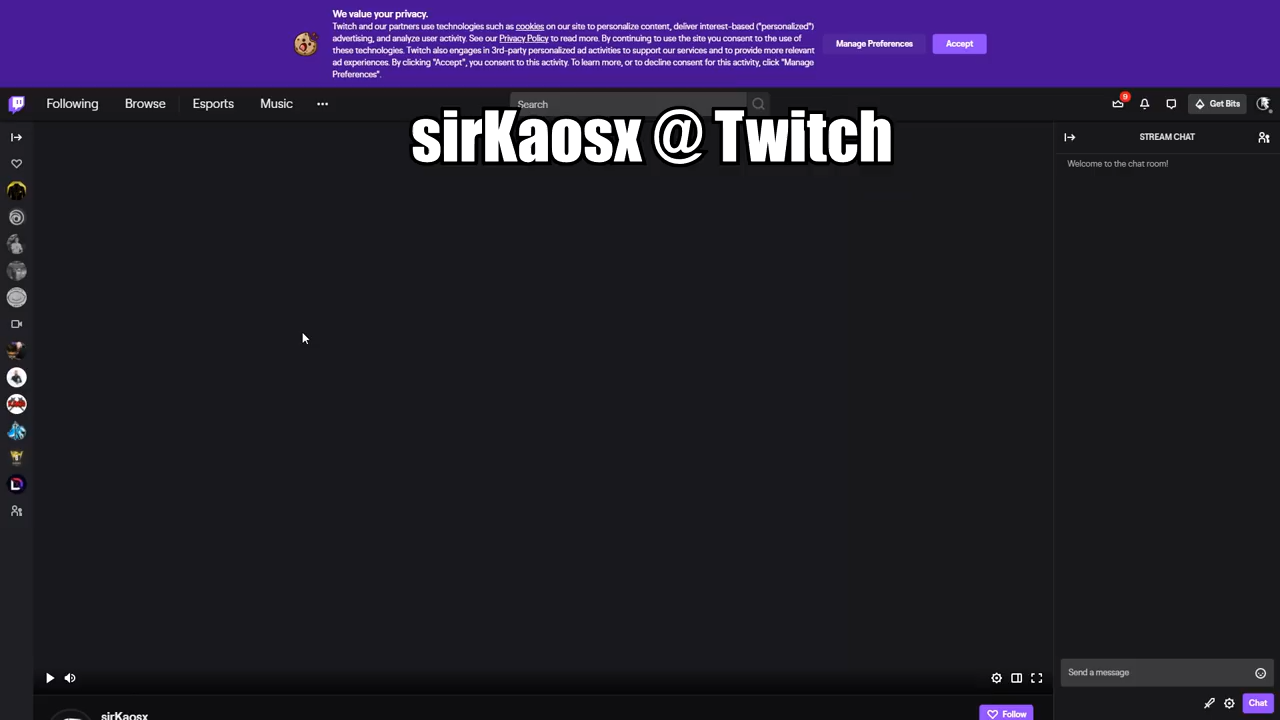 We value your privacy.
Twitch and our partners use technologies such as cookies on our site to personalize content, deliver interest-based ("personalized")
advertising, and analyze user activity. See our Privacy Policy to read more. By continuing to use the site you consent to the use of
these technologies. Twitch also engages in 3rd-party personalized ad activities to support our services and to provide more relevant
ad experiences. By clicking "Accept", you consent to this activity. To learn more, or to decline consent for this activity, click "Manage
Preferences".
Manage Preferences
Accept
Following
Browse
Esports
Music
Search
9
Get Bits
sirKaosx @ Twitch
STREAM CHAT
Welcome to the chat room!
Send a message
Chat
sirKaosx
Follow